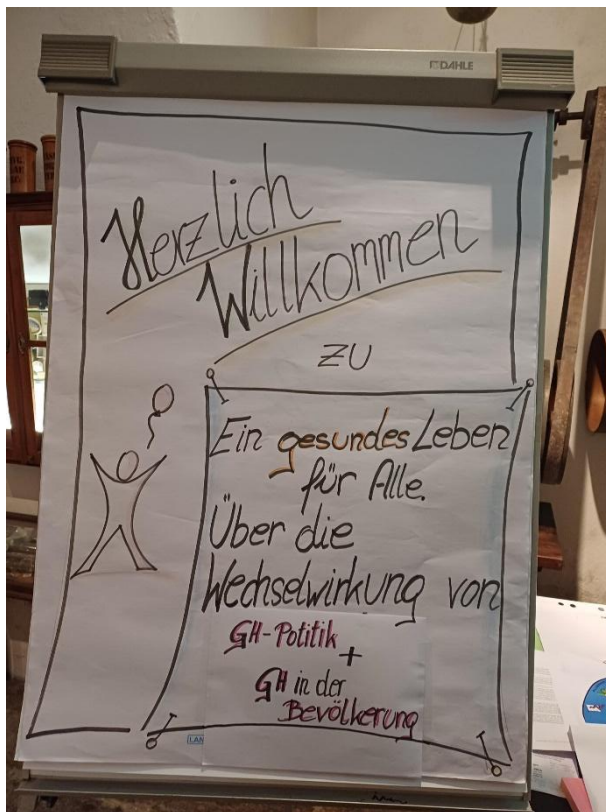 DAHLE
Herzlich
Willkommen
ZU
Ein gesundes Leben
für Alle.
Über die
Wechselwirkung von
GH-Potitik
+
GH in der
Bevölkerung